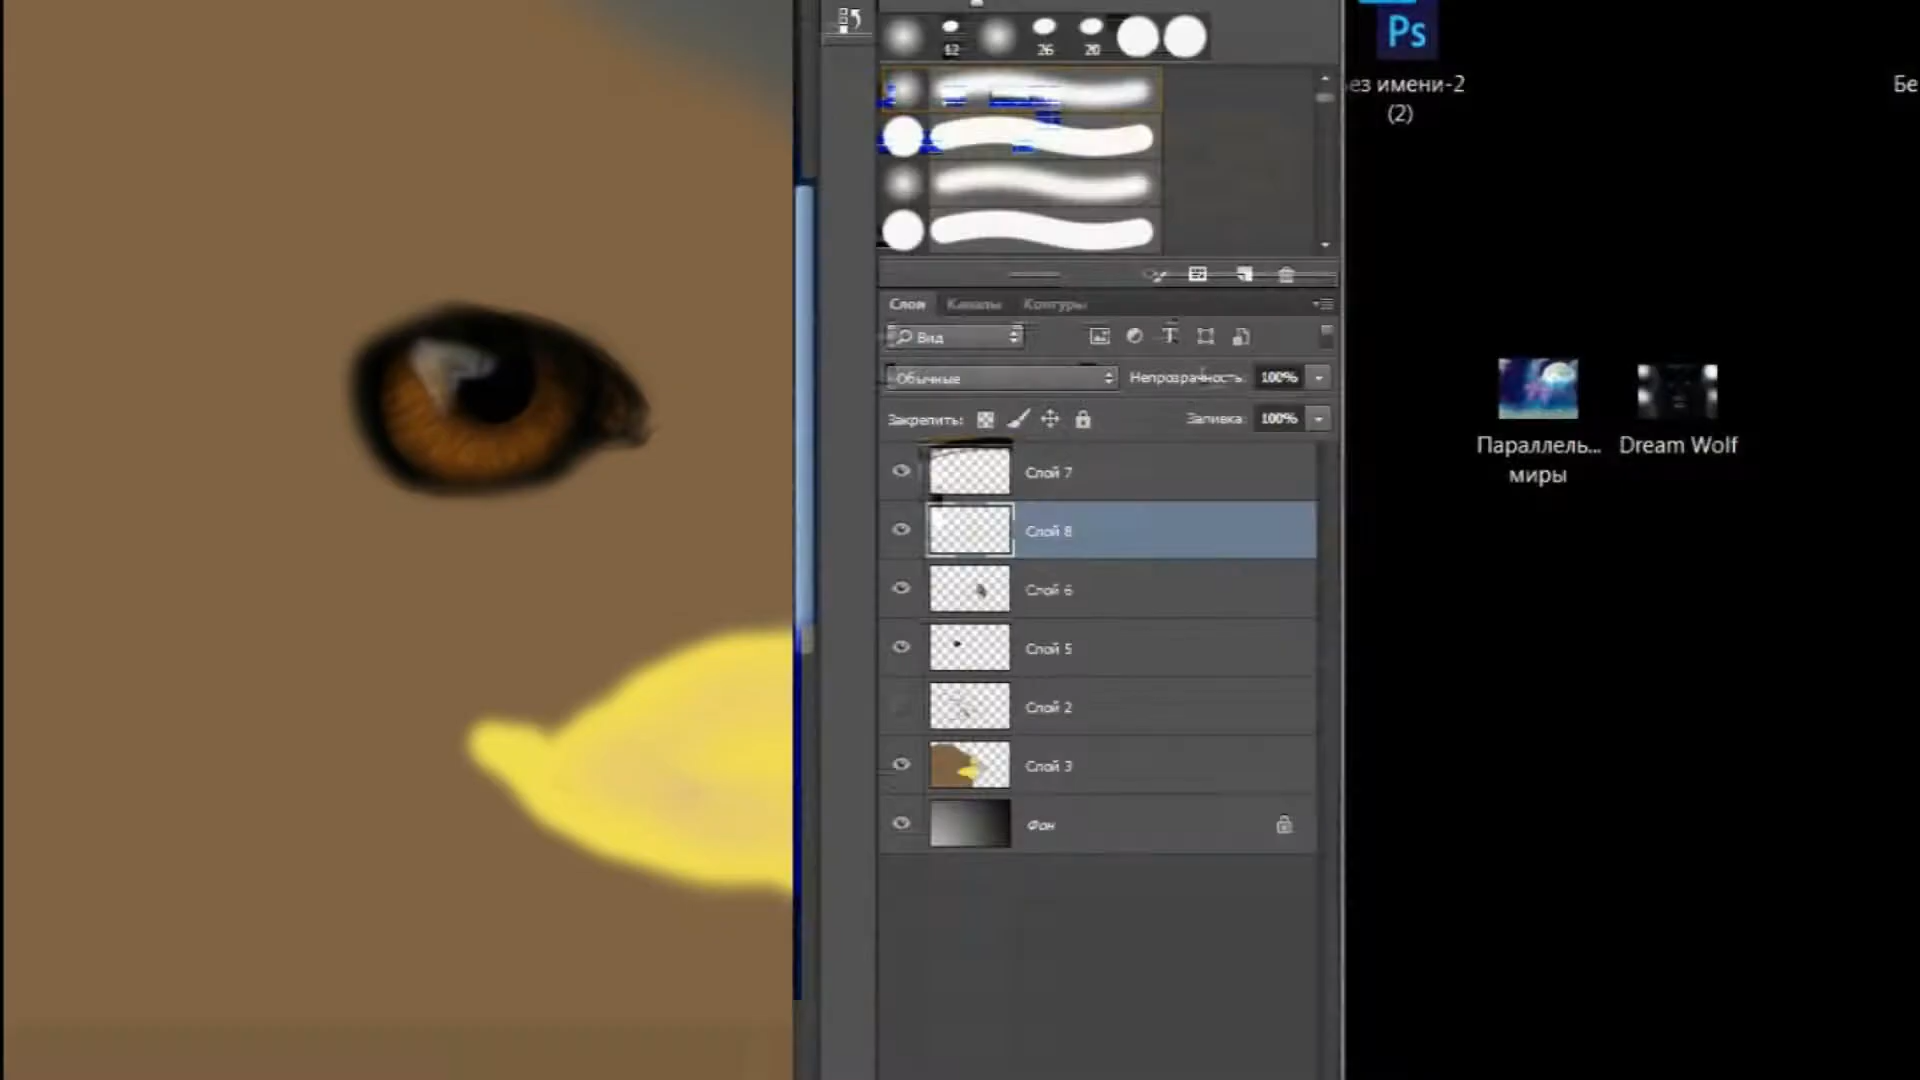 12
26
20
Ps
ез имени-2
(2)
Бе
Слои Каналы Контуры
Вид
Обычные Непрозрачность: 100%
Закрепить: Заливка: 100%
Слой 7
Слой 8
Слой 6
Слой 5
Слой 2
Слой 3
Фон
Параллель...
миры
Dream Wolf